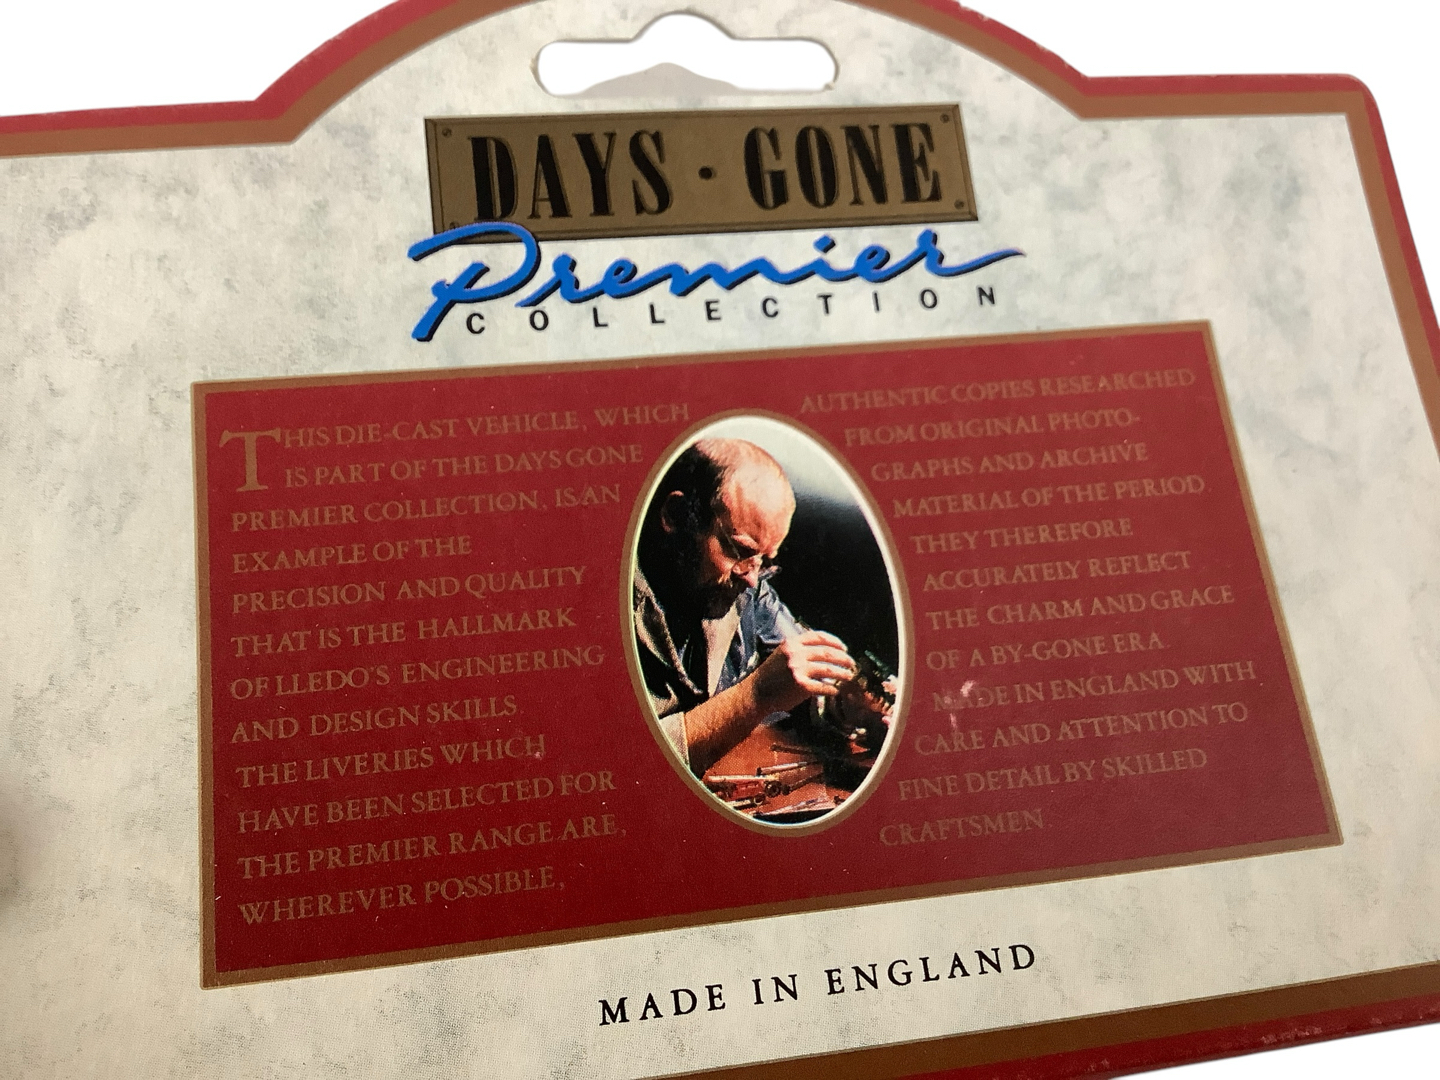 DAYS · GONE
Premier
COLLECTION
THIS DIE-CAST VEHICLE, WHICH
IS PART OF THE DAYS GONE
PREMIER COLLECTION, IS AN
EXAMPLE OF THE
PRECISION AND QUALITY
THAT IS THE HALLMARK
OF LLEDO'S ENGINEERING
AND DESIGN SKILLS.
THE LIVERIES WHICH
HAVE BEEN SELECTED FOR
THE PREMIER RANGE ARE,
WHEREVER POSSIBLE,
AUTHENTIC COPIES RESEARCHED
FROM ORIGINAL PHOTO-
GRAPHS AND ARCHIVE
MATERIAL OF THE PERIOD
THEY THEREFORE
ACCURATELY REFLECT
THE CHARM AND GRACE
OF A BY-GONE ERA.
MADE IN ENGLAND WITH
CARE AND ATTENTION TO
FINE DETAIL BY SKILLED
CRAFTSMEN.
MADE IN ENGLAND